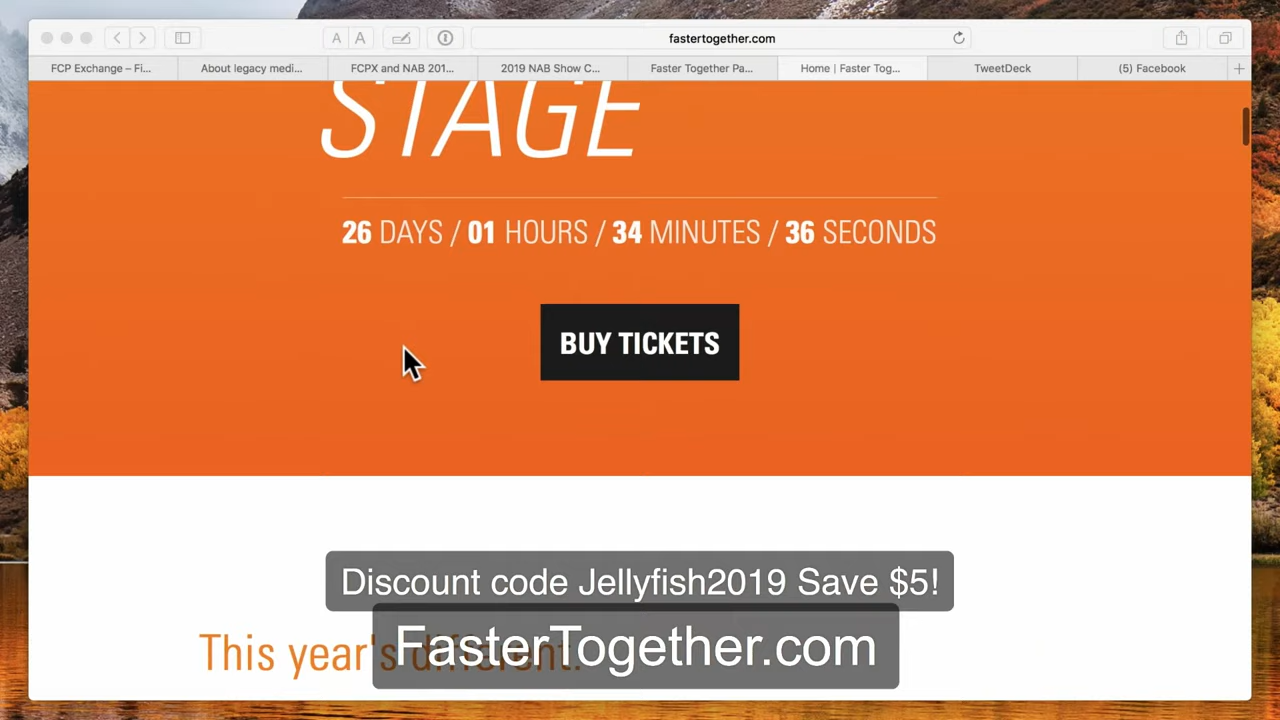 A A fastertogether.com
FCP Exchange – Fi... About legacy medi... FCPX and NAB 201... 2019 NAB Show C... Faster Together Pa... Home | Faster Tog... TweetDeck (5) Facebook +
STAGE
26 DAYS / 01 HOURS / 34 MINUTES / 36 SECONDS
BUY TICKETS
Discount code Jellyfish2019 Save $5!
This year's different.
FasterTogether.com